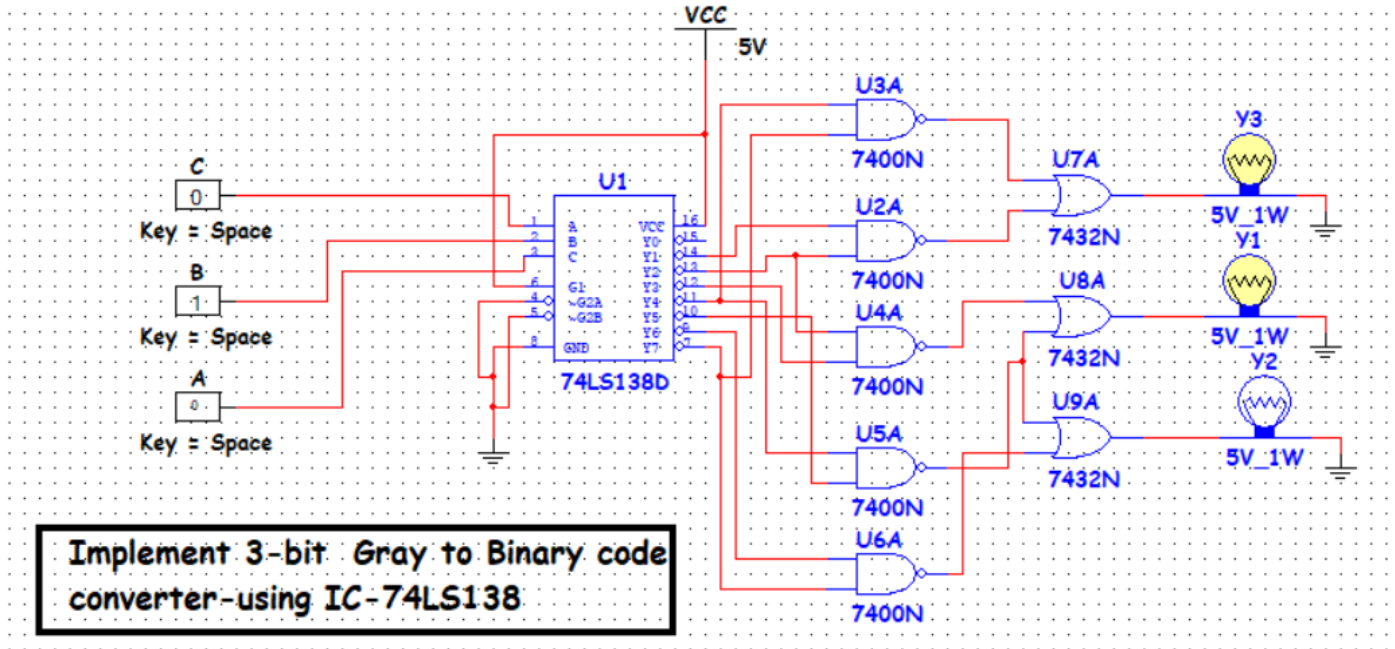 VCC
5V
C
0
Key = Space
B
1
Key = Space
A
0
Key = Space
U1
1 A VCC 16
2 B Y0 15
3 C Y1 14
Y2 13
6 G1 Y3 12
4 ~G2A Y4 11
5 ~G2B Y5 10
Y6 9
8 GND Y7 7
74LS138D
U3A
7400N
U2A
7400N
U4A
7400N
U5A
7400N
U6A
7400N
U7A
7432N
U8A
7432N
U9A
7432N
Y3
5V_1W
Y1
5V_1W
Y2
5V_1W
Implement 3-bit Gray to Binary code
converter-using IC-74LS138